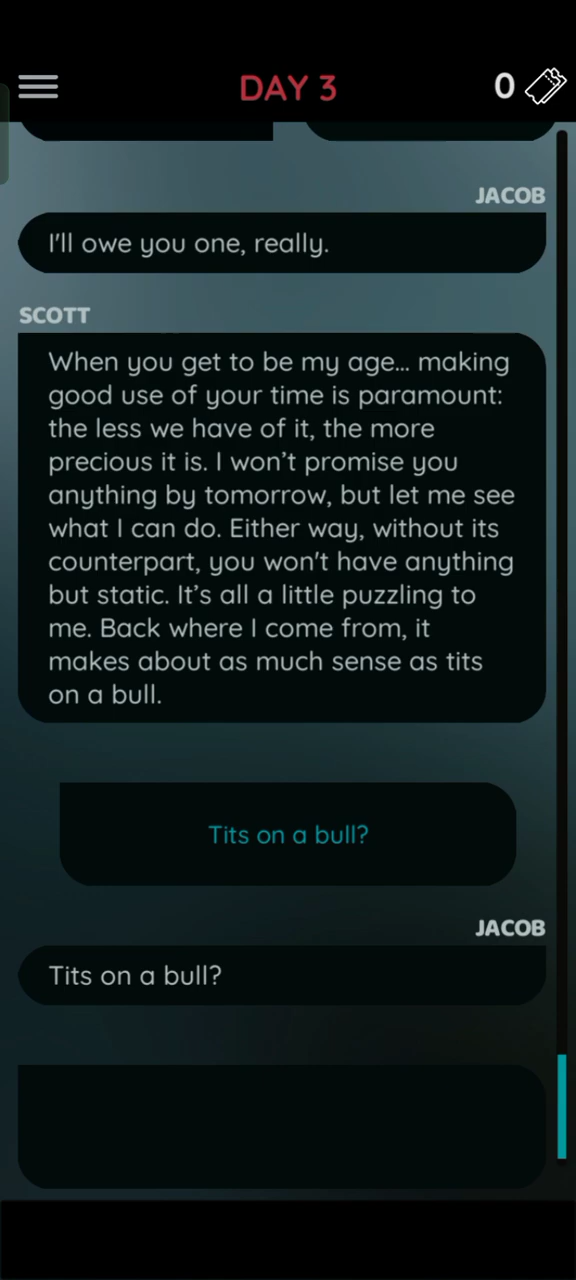 DAY 3
0
JACOB
I'll owe you one, really.
SCOTT
When you get to be my age... making
good use of your time is paramount:
the less we have of it, the more
precious it is. I won’t promise you
anything by tomorrow, but let me see
what I can do. Either way, without its
counterpart, you won't have anything
but static. It’s all a little puzzling to
me. Back where I come from, it
makes about as much sense as tits
on a bull.
Tits on a bull?
JACOB
Tits on a bull?